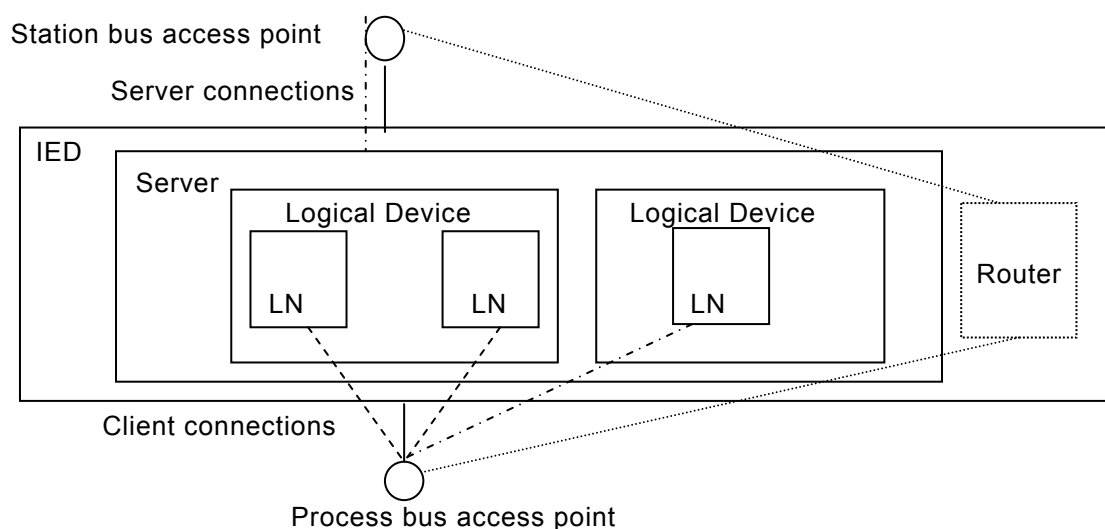 Station bus access point
Server connections
IED
Server
Logical Device
Logical Device
LN
LN
LN
Router
Client connections
Process bus access point